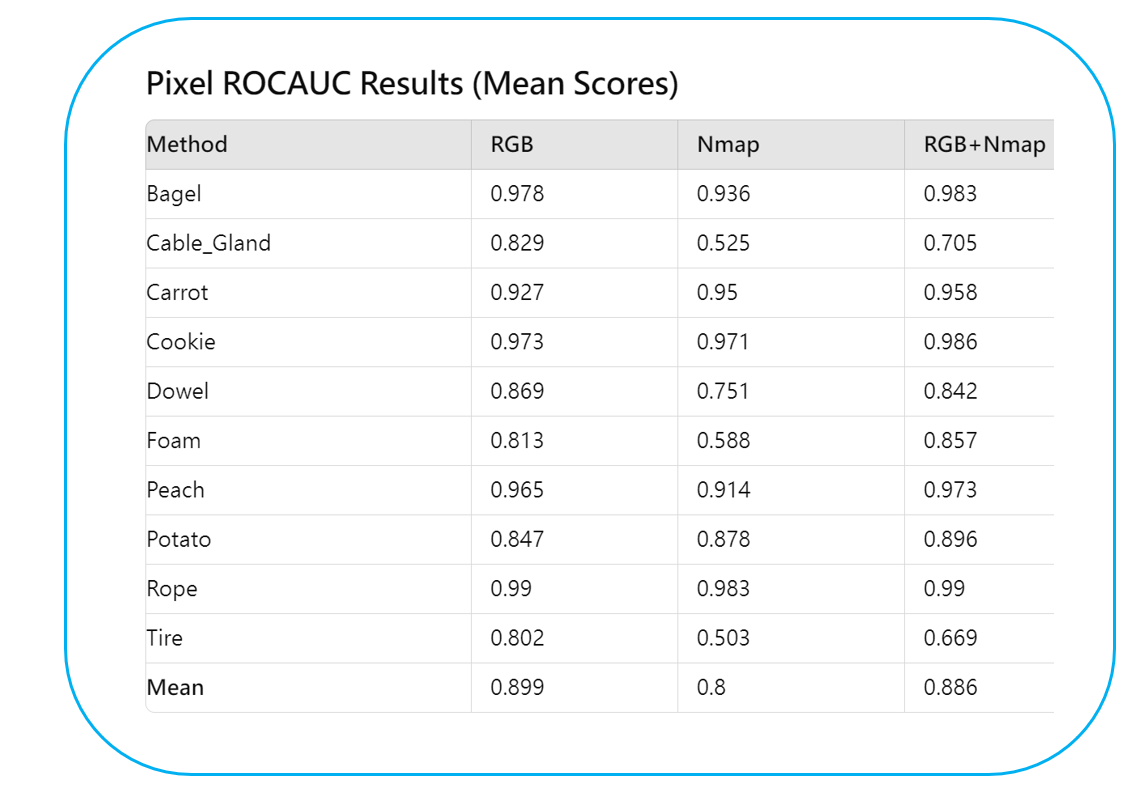 Pixel ROCAUC Results (Mean Scores)
Method RGB Nmap RGB+Nmap
Bagel 0.978 0.936 0.983
Cable_Gland 0.829 0.525 0.705
Carrot 0.927 0.95 0.958
Cookie 0.973 0.971 0.986
Dowel 0.869 0.751 0.842
Foam 0.813 0.588 0.857
Peach 0.965 0.914 0.973
Potato 0.847 0.878 0.896
Rope 0.99 0.983 0.99
Tire 0.802 0.503 0.669
Mean 0.899 0.8 0.886